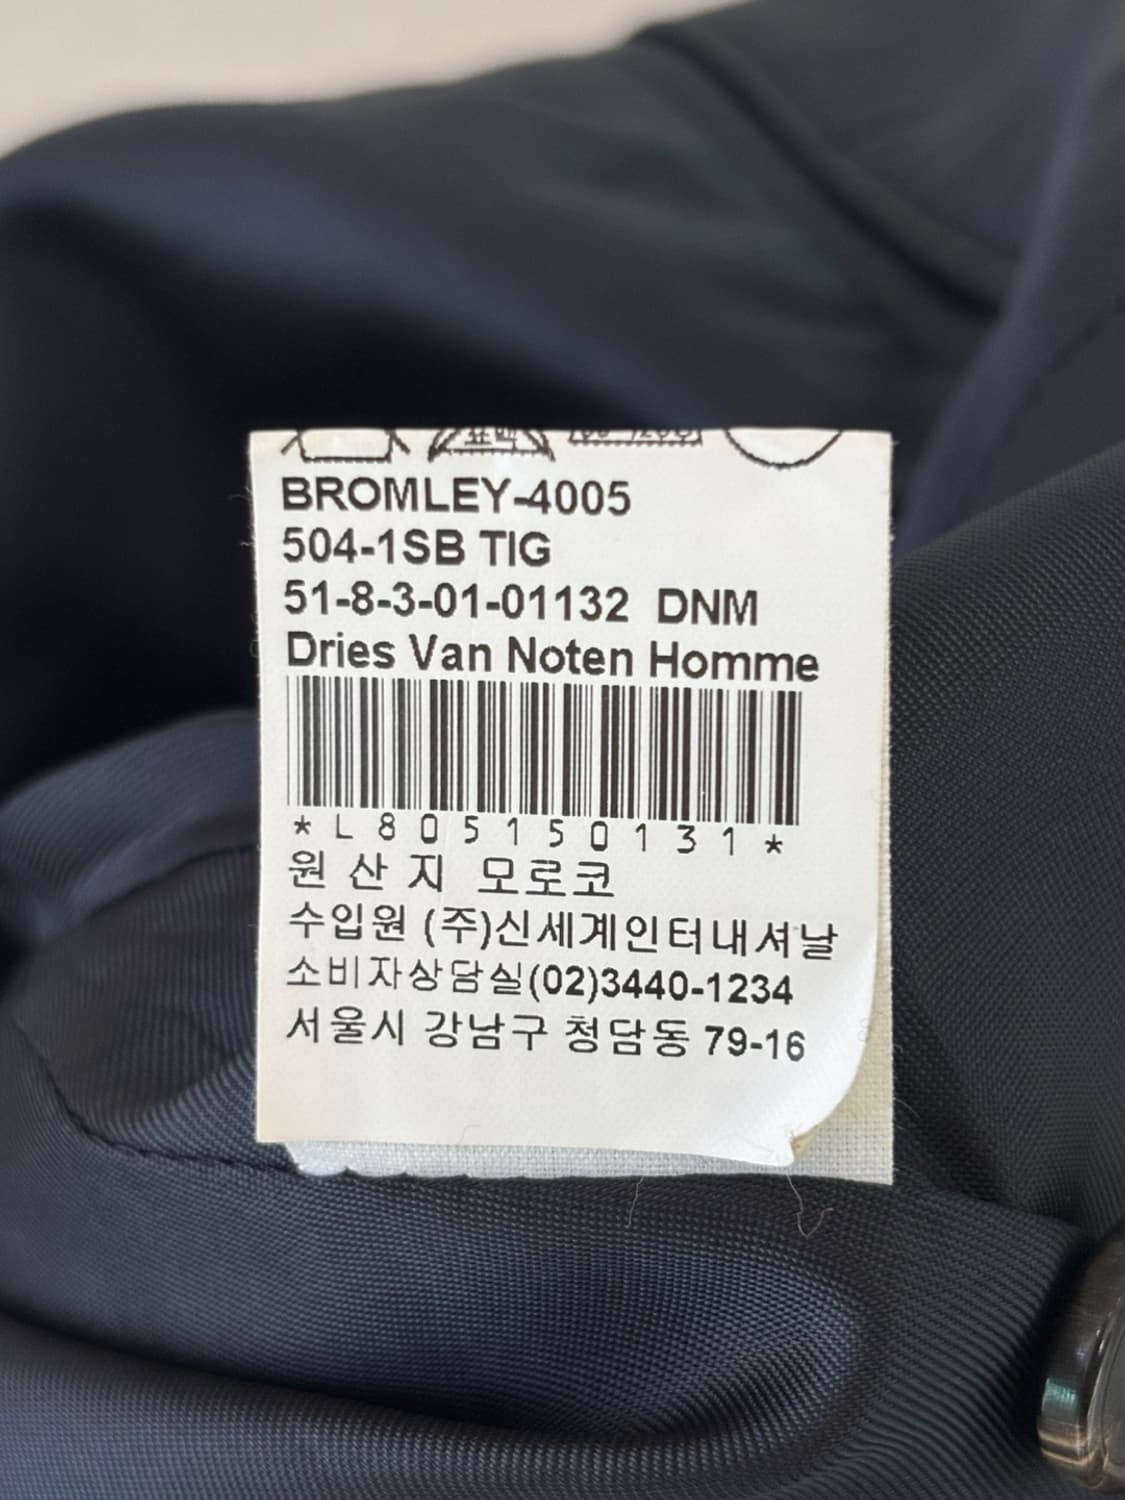 표백
BROMLEY-4005
504-1SB TIG
51-8-3-01-01132 DNM
Dries Van Noten Homme
*L805150131*
원산지 모로코
수입원 (주)신세계인터내셔날
소비자상담실(02)3440-1234
서울시 강남구 청담동 79-16